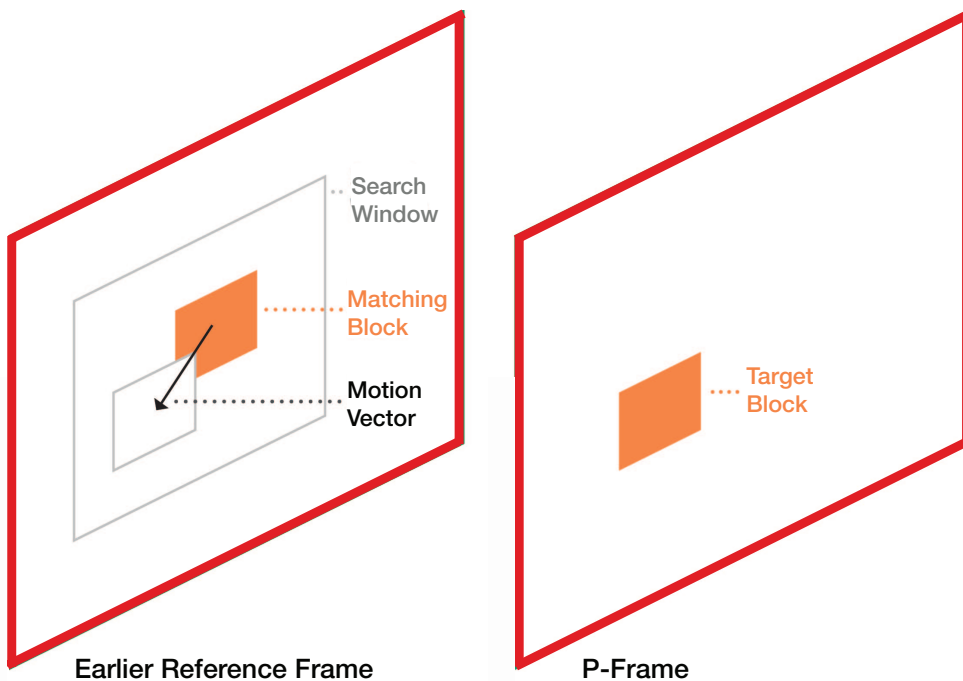 Search
Window
Matching
Block
Motion
Vector
Target
Block
Earlier Reference Frame
P-Frame